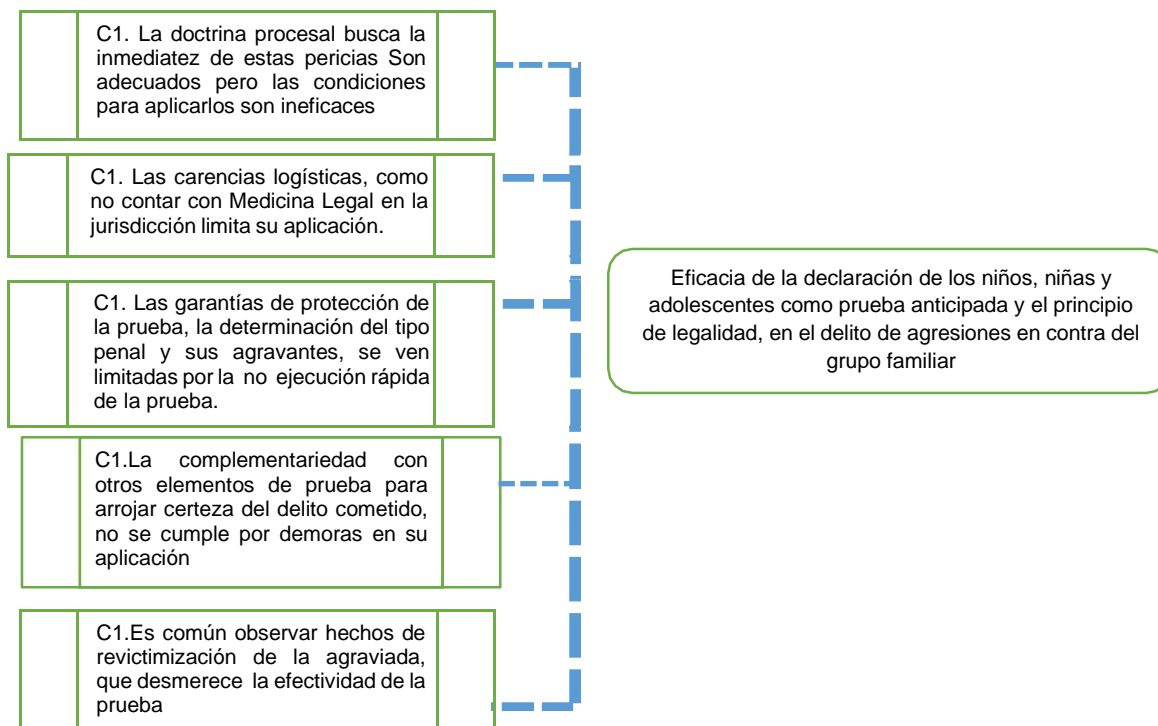 C1. La doctrina procesal busca la
inmediatez de estas pericias Son
adecuados pero las condiciones
para aplicarlos son ineficaces
C1. Las carencias logísticas, como
no contar con Medicina Legal en la
jurisdicción limita su aplicación.
C1. Las garantías de protección de
la prueba, la determinación del tipo
penal y sus agravantes, se ven
limitadas por la no ejecución rápida
de la prueba.
C1.La complementariedad con
otros elementos de prueba para
arrojar certeza del delito cometido,
no se cumple por demoras en su
aplicación
C1.Es común observar hechos de
revictimización de la agraviada,
que desmerece la efectividad de la
prueba
Eficacia de la declaración de los niños, niñas y
adolescentes como prueba anticipada y el principio
de legalidad, en el delito de agresiones en contra del
grupo familiar